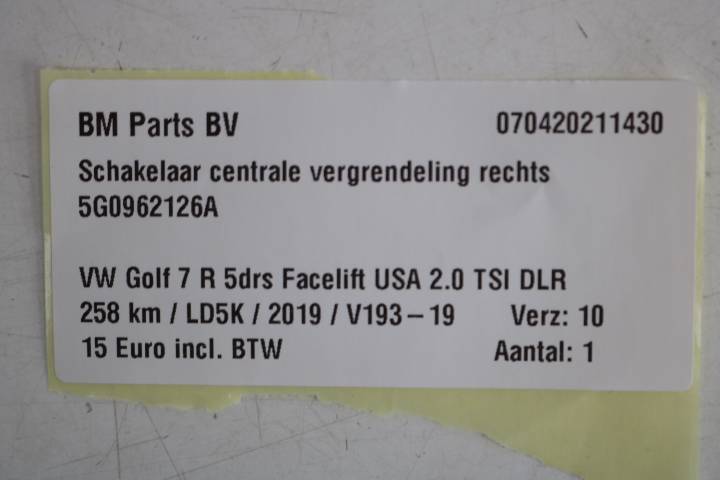 BM Parts BV 070420211430
Schakelaar centrale vergrendeling rechts
5G0962126A
VW Golf 7 R 5drs Facelift USA 2.0 TSI DLR
258 km / LD5K / 2019 / V193-19 Verz: 10
15 Euro incl. BTW Aantal: 1